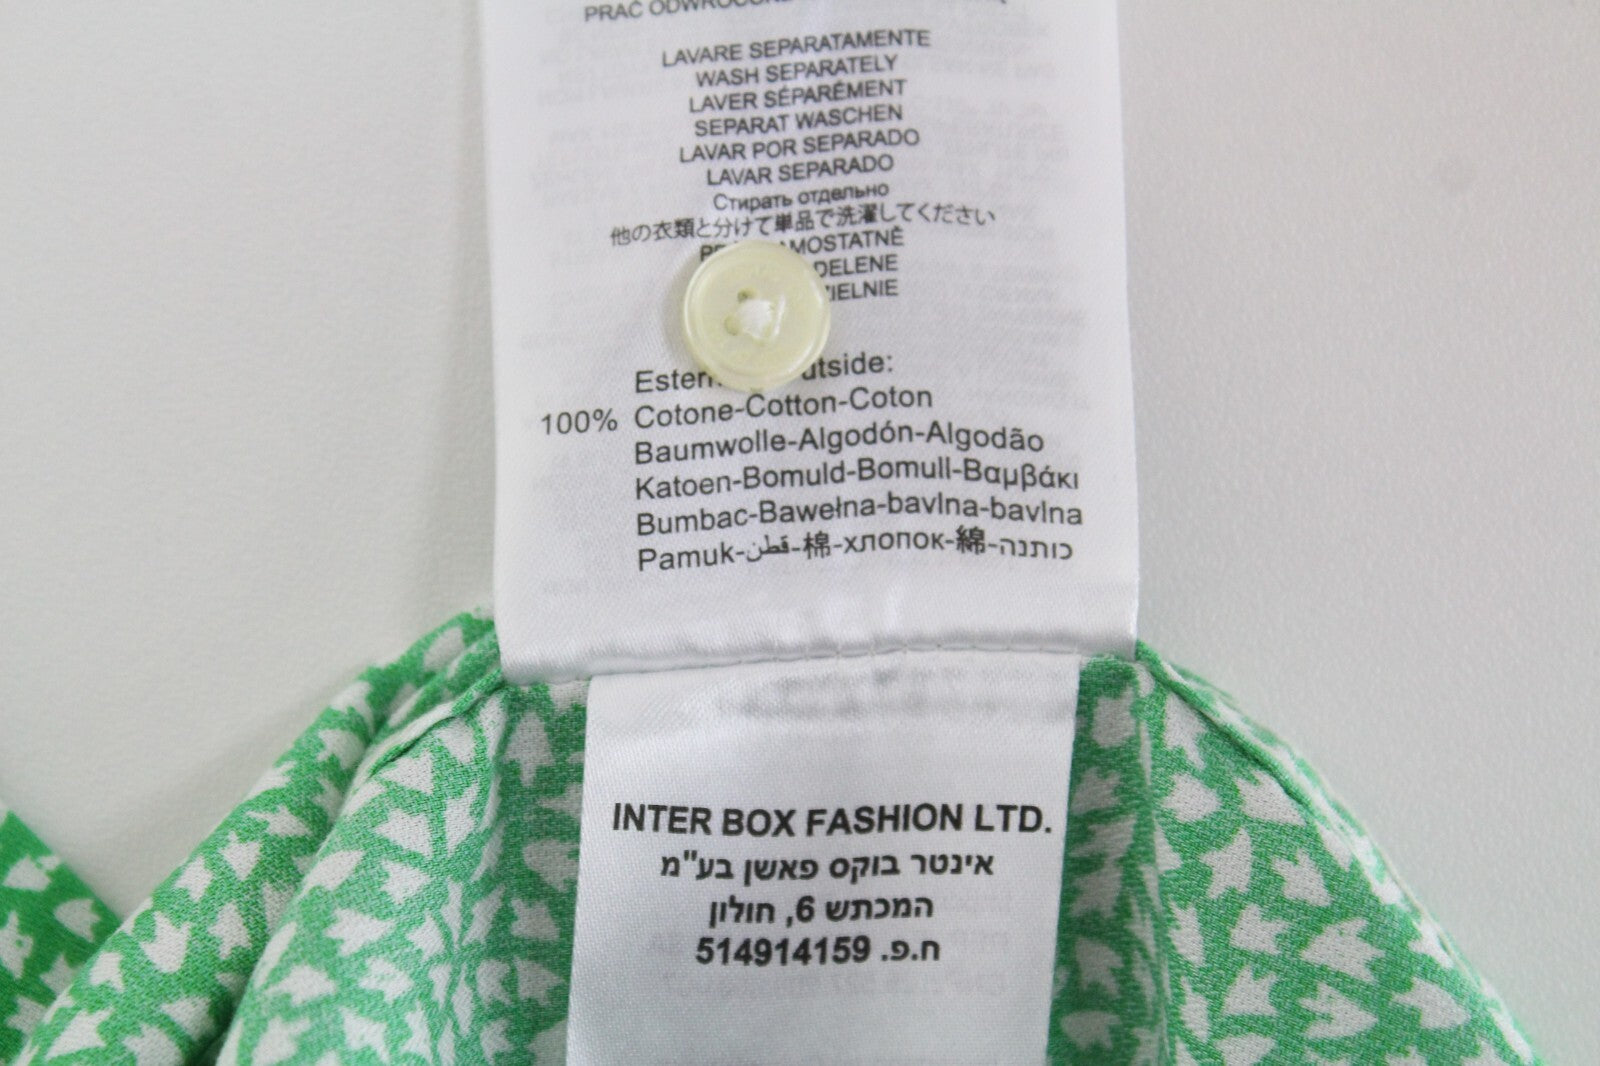 PRAĆ
LAVARE SEPARATAMENTE
WASH SEPARATELY
LAVER SÉPARÉMENT
SEPARAT WASCHEN
LAVAR POR SEPARADO
LAVAR SEPARADO
Стирать отдельно
他の衣類と分けて単品で洗濯してください
100% Cotone-Cotton-Coton
Baumwolle-Algodón-Algodão
Katoen-Bomuld-Bomull-Βαμβάκι
Bumbac-Bawełna-bavlna-bavlna
Pamuk-قطن-棉-хлопок-綿-כותנה
INTER BOX FASHION LTD.
אינטר בוקס פאשן בע"מ
המכתש 6, חולון
ח.פ. 514914159